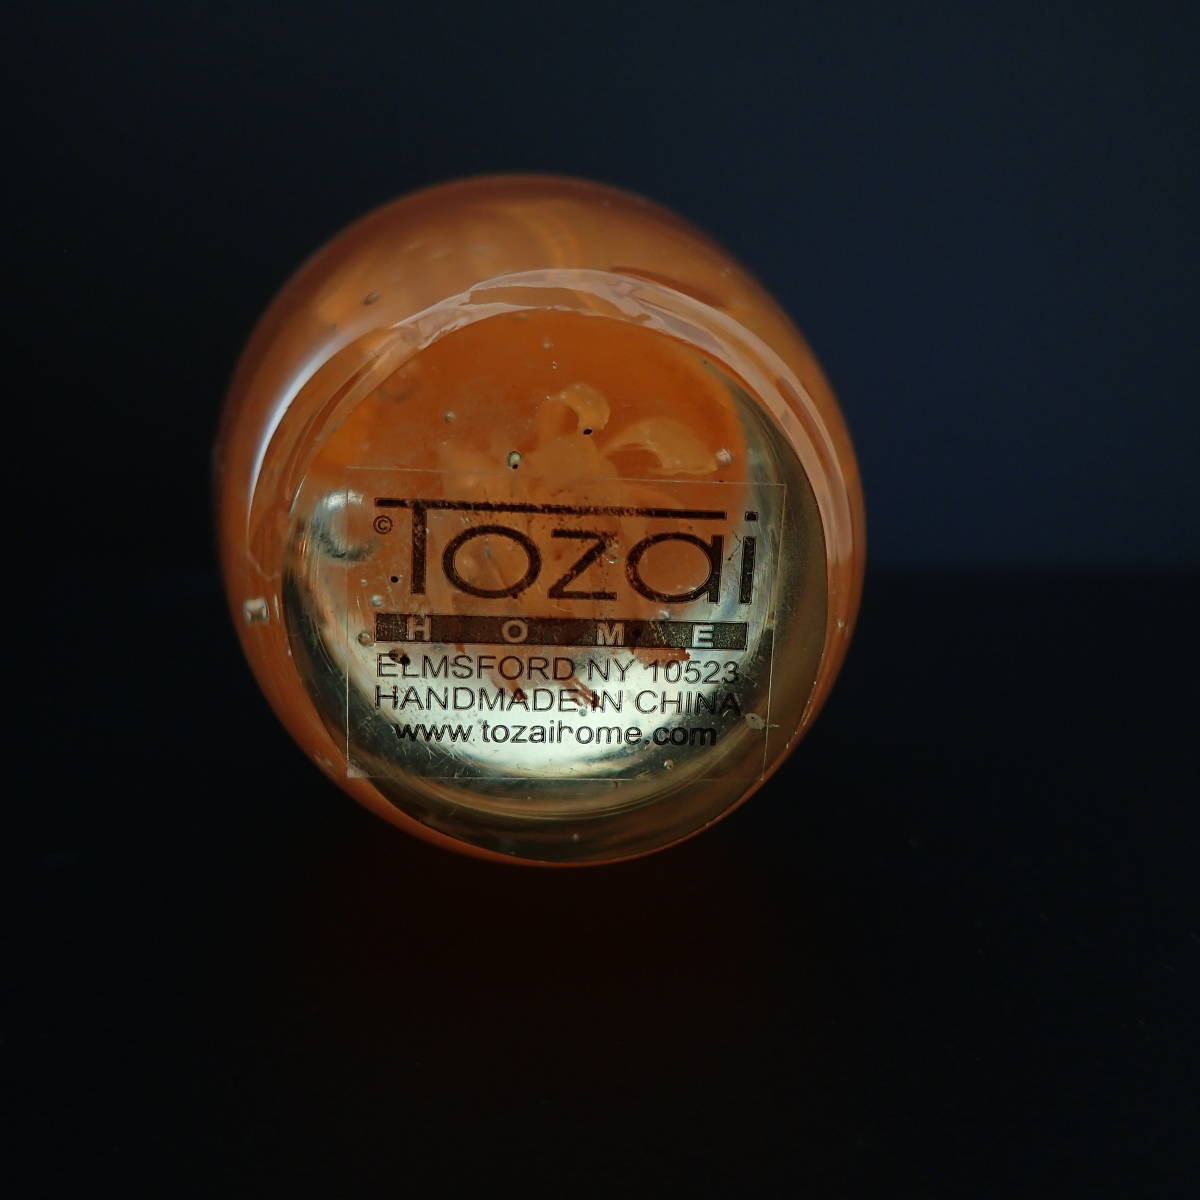 © Tozai
HOME
ELMSFORD NY 10523
HANDMADE IN CHINA
www.tozaihome.com